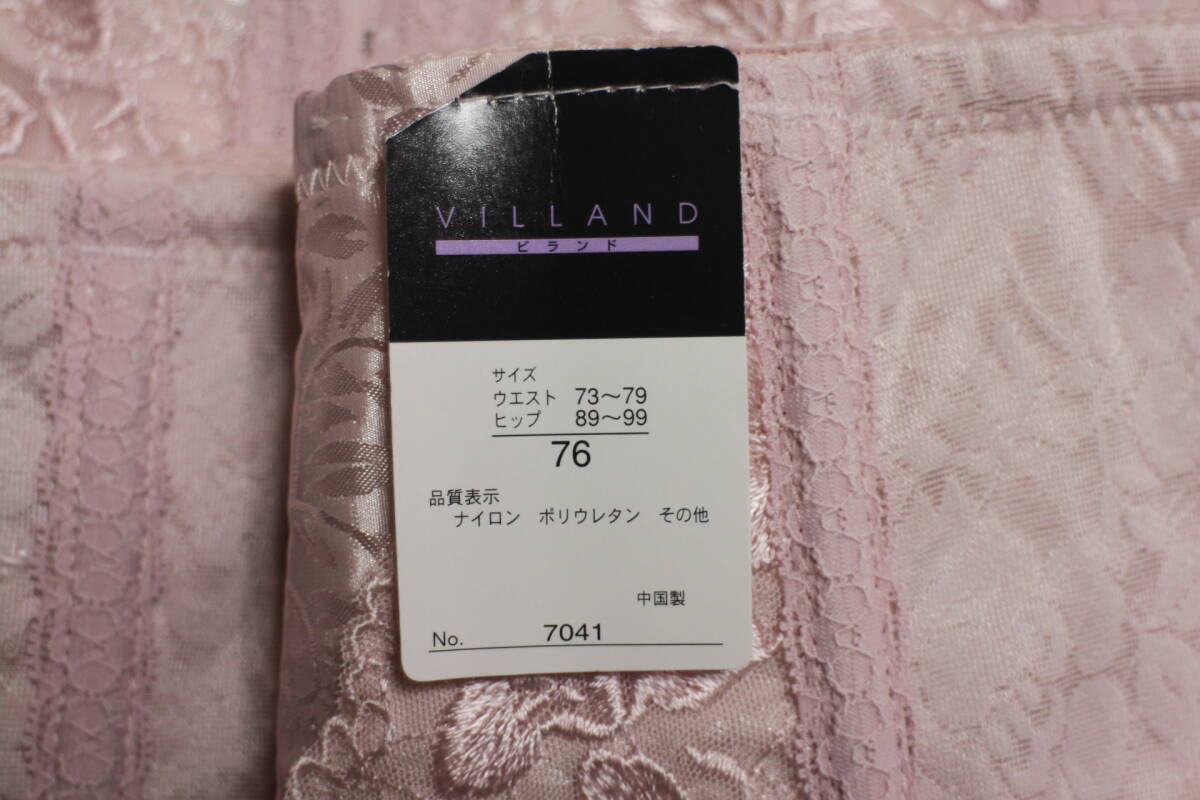 VILLAND
ビランド
サイズ
ウエスト 73〜79
ヒップ 89〜99
76
品質表示
ナイロン ポリウレタン その他
中国製
No. 7041